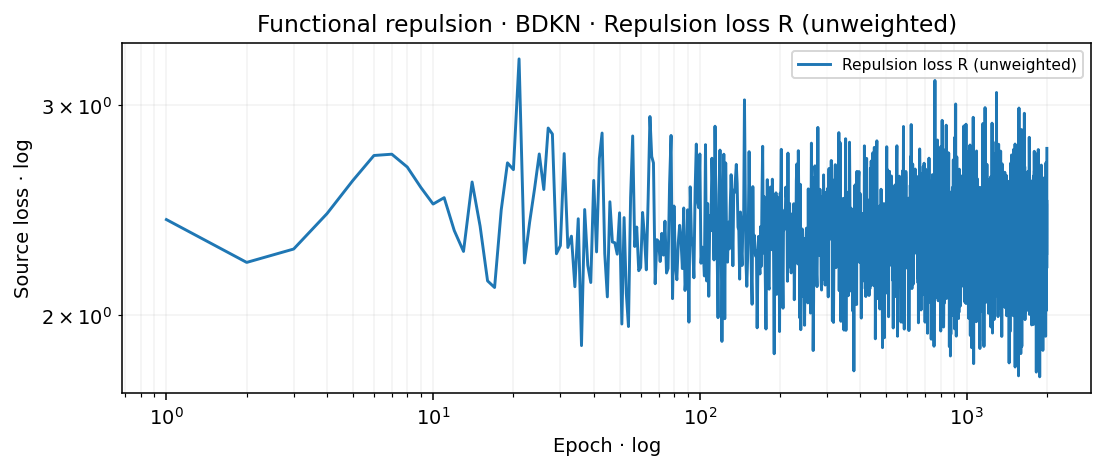 Functional repulsion · BDKN · Repulsion loss R (unweighted)
Repulsion loss R (unweighted)
Source loss · log
3 × 10⁰
2 × 10⁰
10⁰ 10¹ 10² 10³
Epoch · log